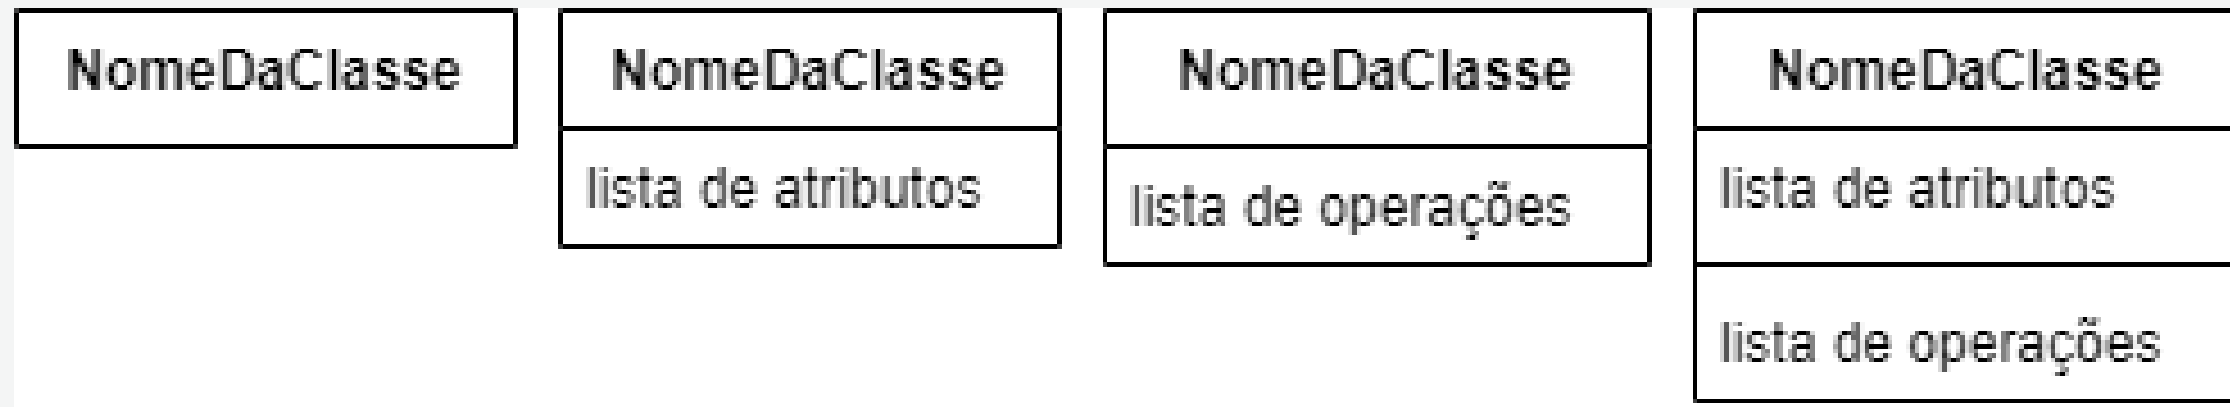 NomeDaClasse
NomeDaClasse
lista de atributos
NomeDaClasse
lista de operações
NomeDaClasse
lista de atributos
lista de operações